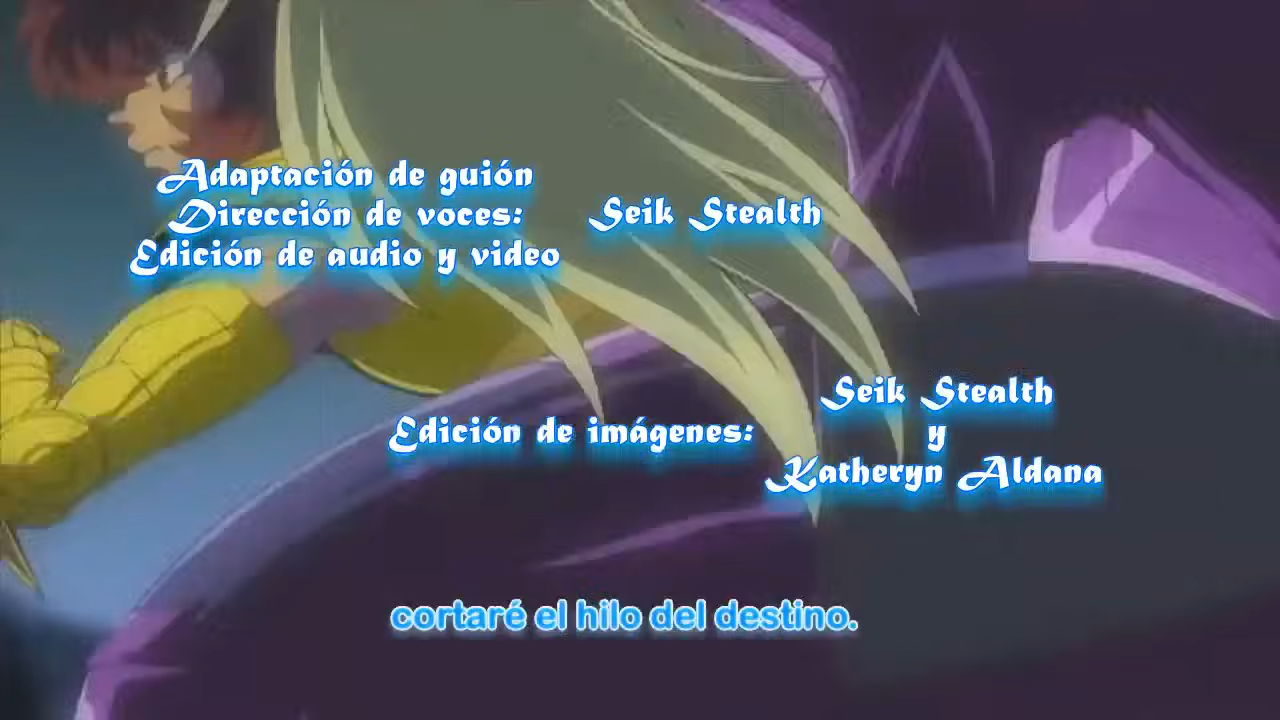 Adaptación de guión
Dirección de voces:
Edición de audio y video
Seik Stealth
Edición de imágenes:
Seik Stealth
y
Katheryn Aldana
cortaré el hilo del destino.